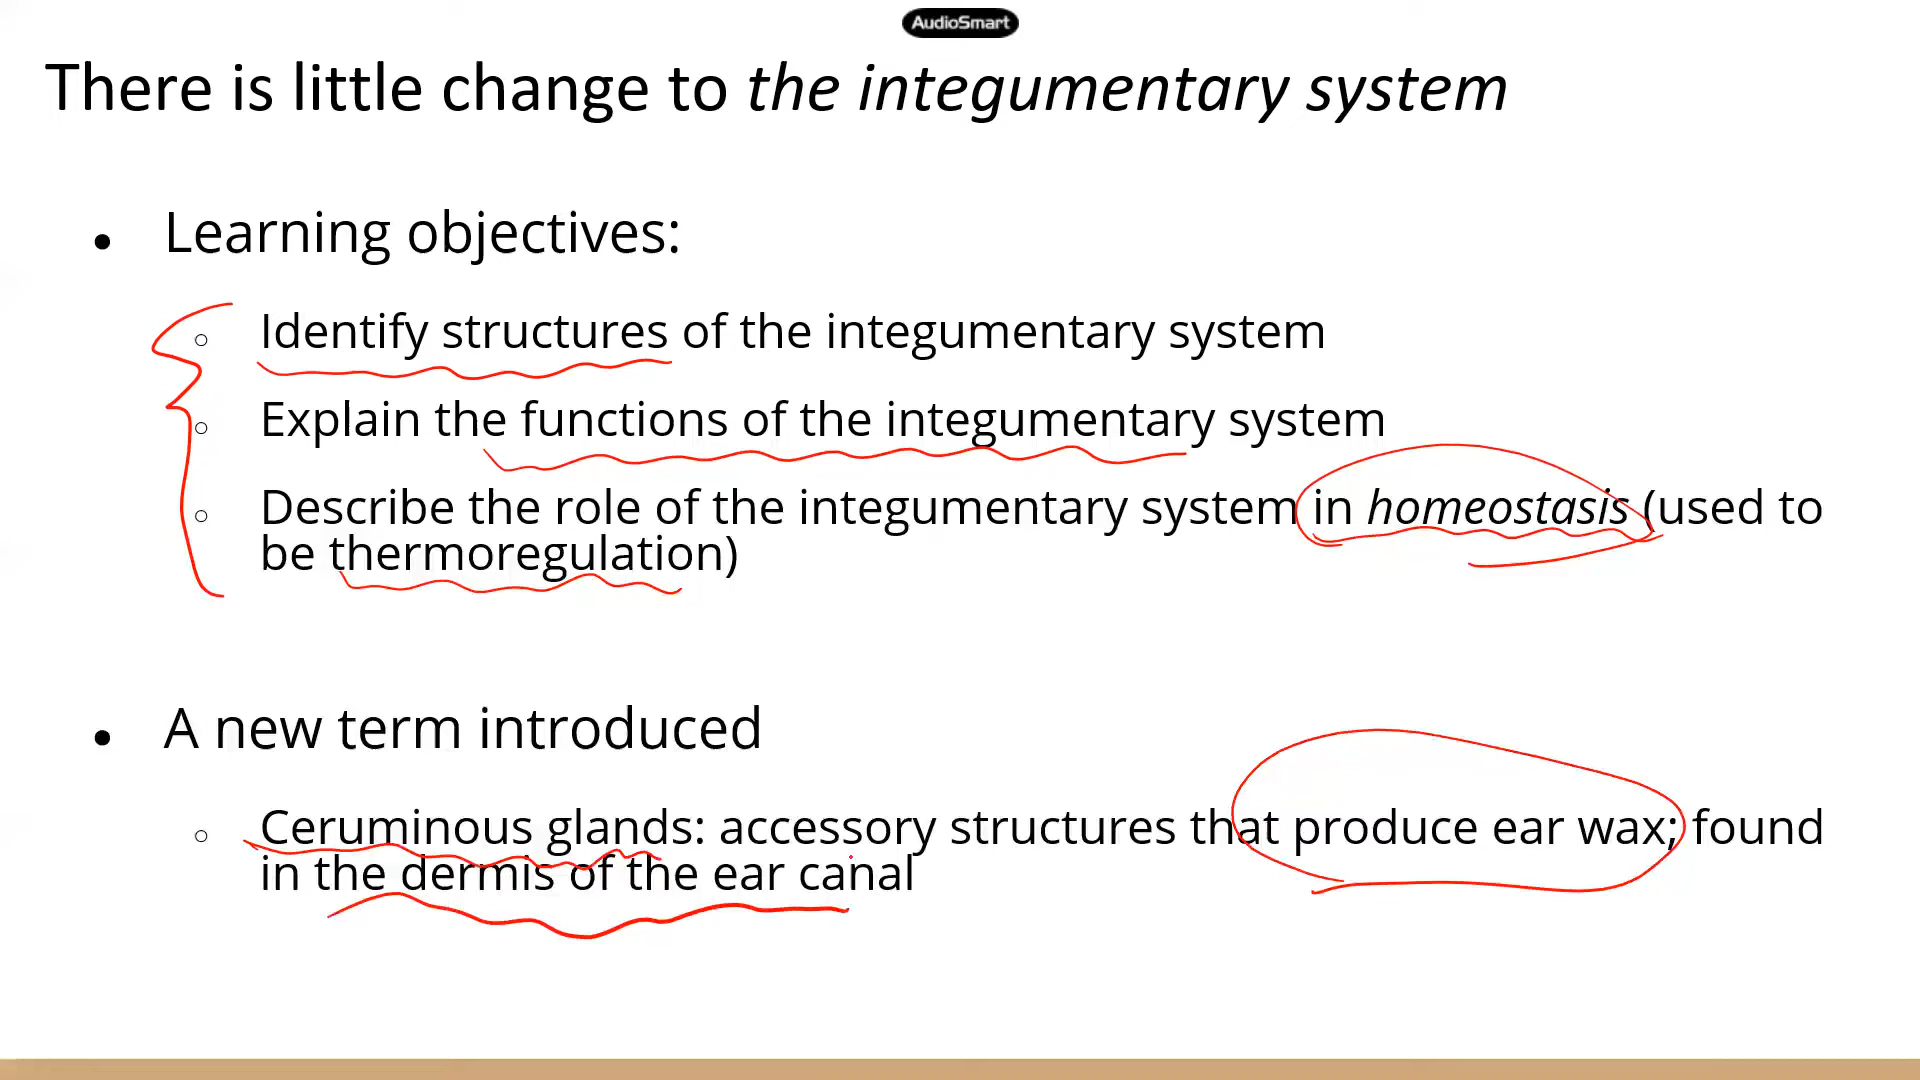 AudioSmart
There is little change to the integumentary system
• Learning objectives:
○ Identify structures of the integumentary system
○ Explain the functions of the integumentary system
○ Describe the role of the integumentary system in homeostasis (used to
be thermoregulation)
• A new term introduced
○ Ceruminous glands: accessory structures that produce ear wax; found
in the dermis of the ear canal